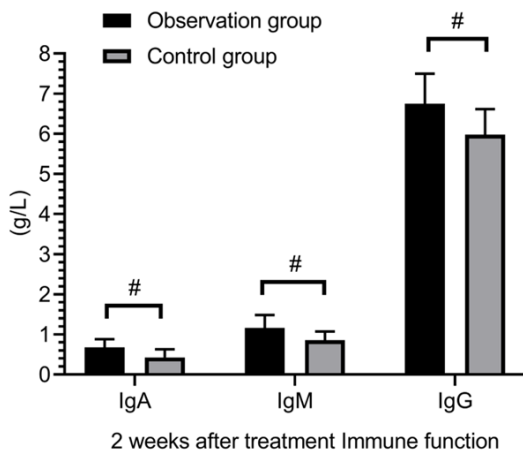 Observation group
Control group
(g/L)
8
7
6
5
4
3
2
1
0
#
#
#
IgA
IgM
IgG
2 weeks after treatment Immune function